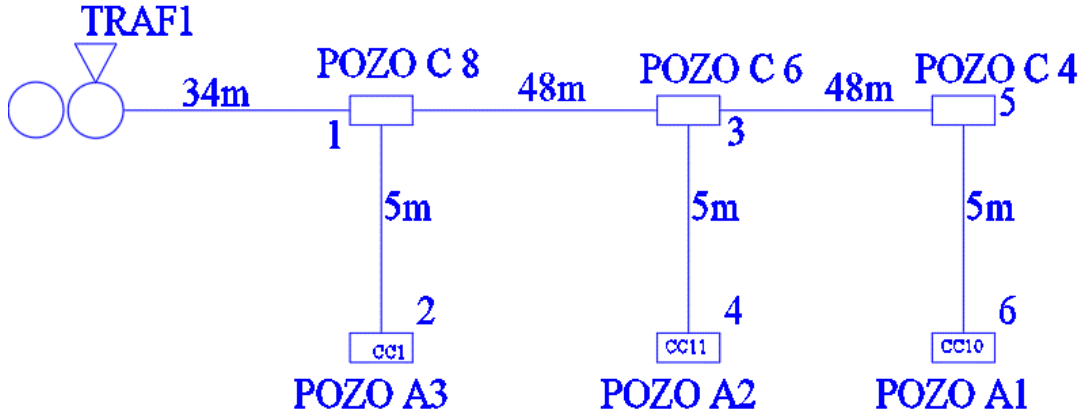 TRAF1
POZO C 8
POZO C 6
POZO C 4
34m
48m
48m
5
1
3
5m
5m
5m
2
4
6
CC1
CC11
CC10
POZO A3
POZO A2
POZO A1